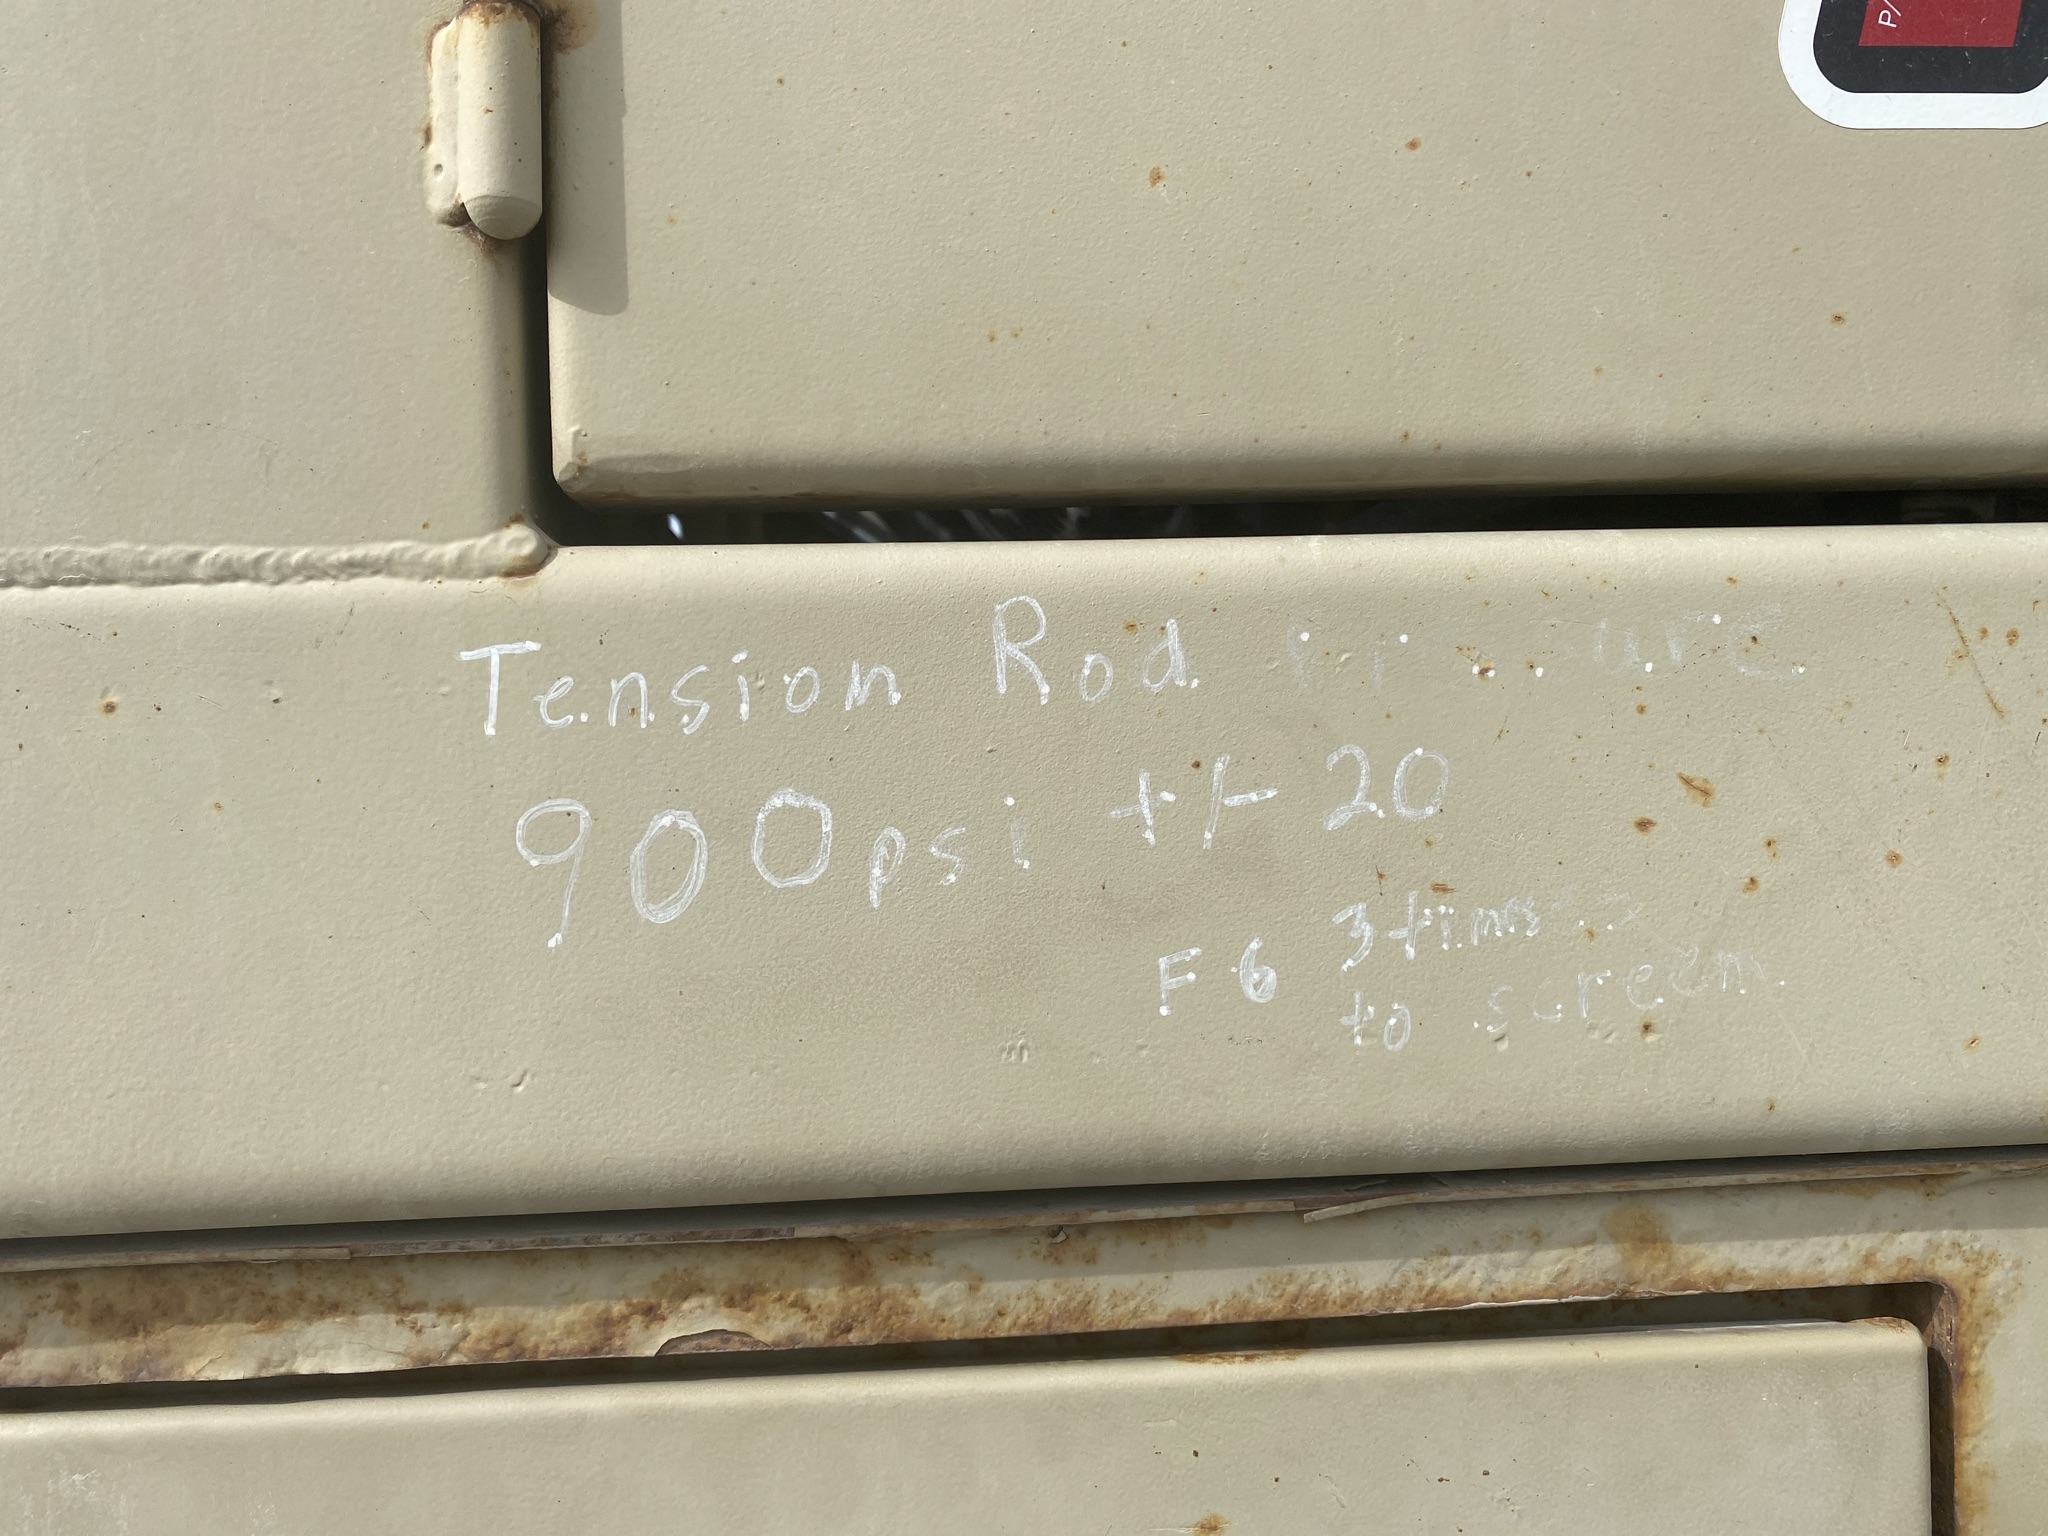 P/
Tension Rod
900psi +/- 20
F6 3 times
to screen